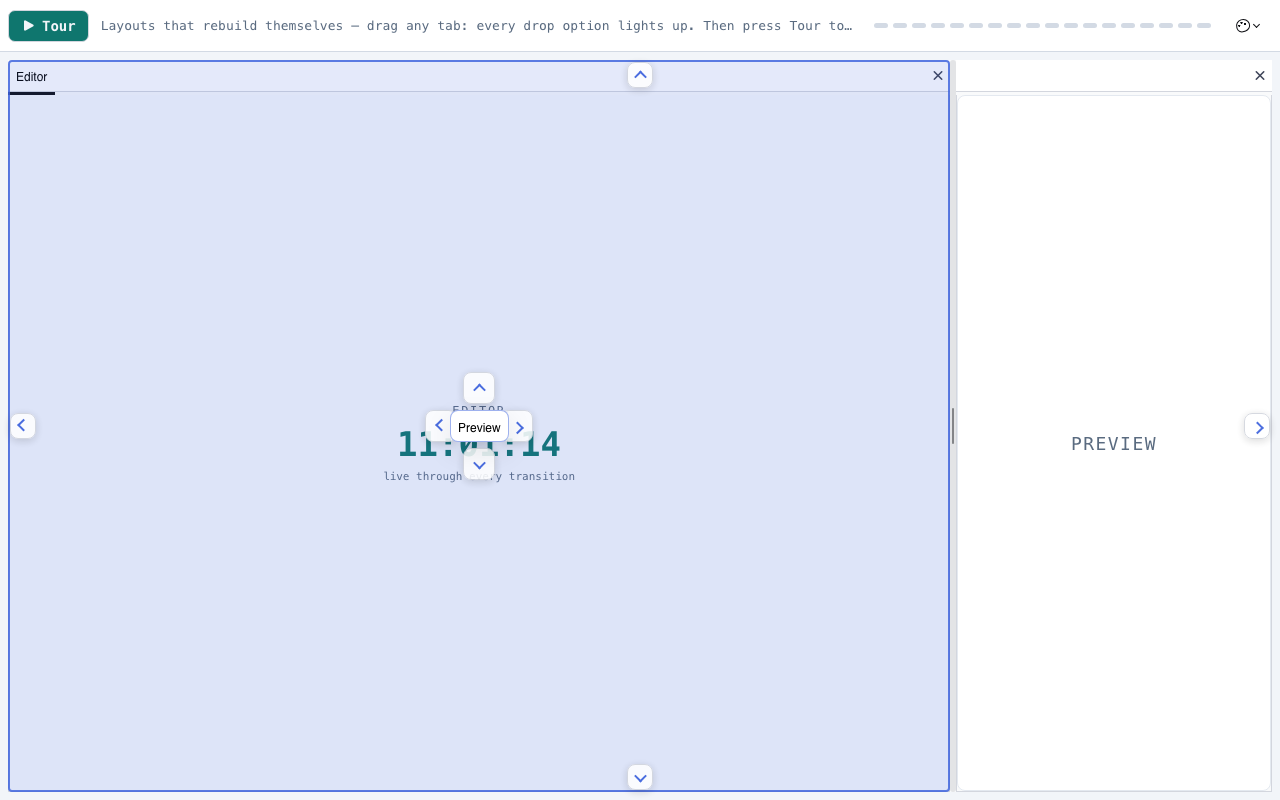 Tour
Layouts that rebuild themselves — drag any tab: every drop option lights up. Then press Tour to…
Editor
EDITOR
Preview
live through transition
PREVIEW